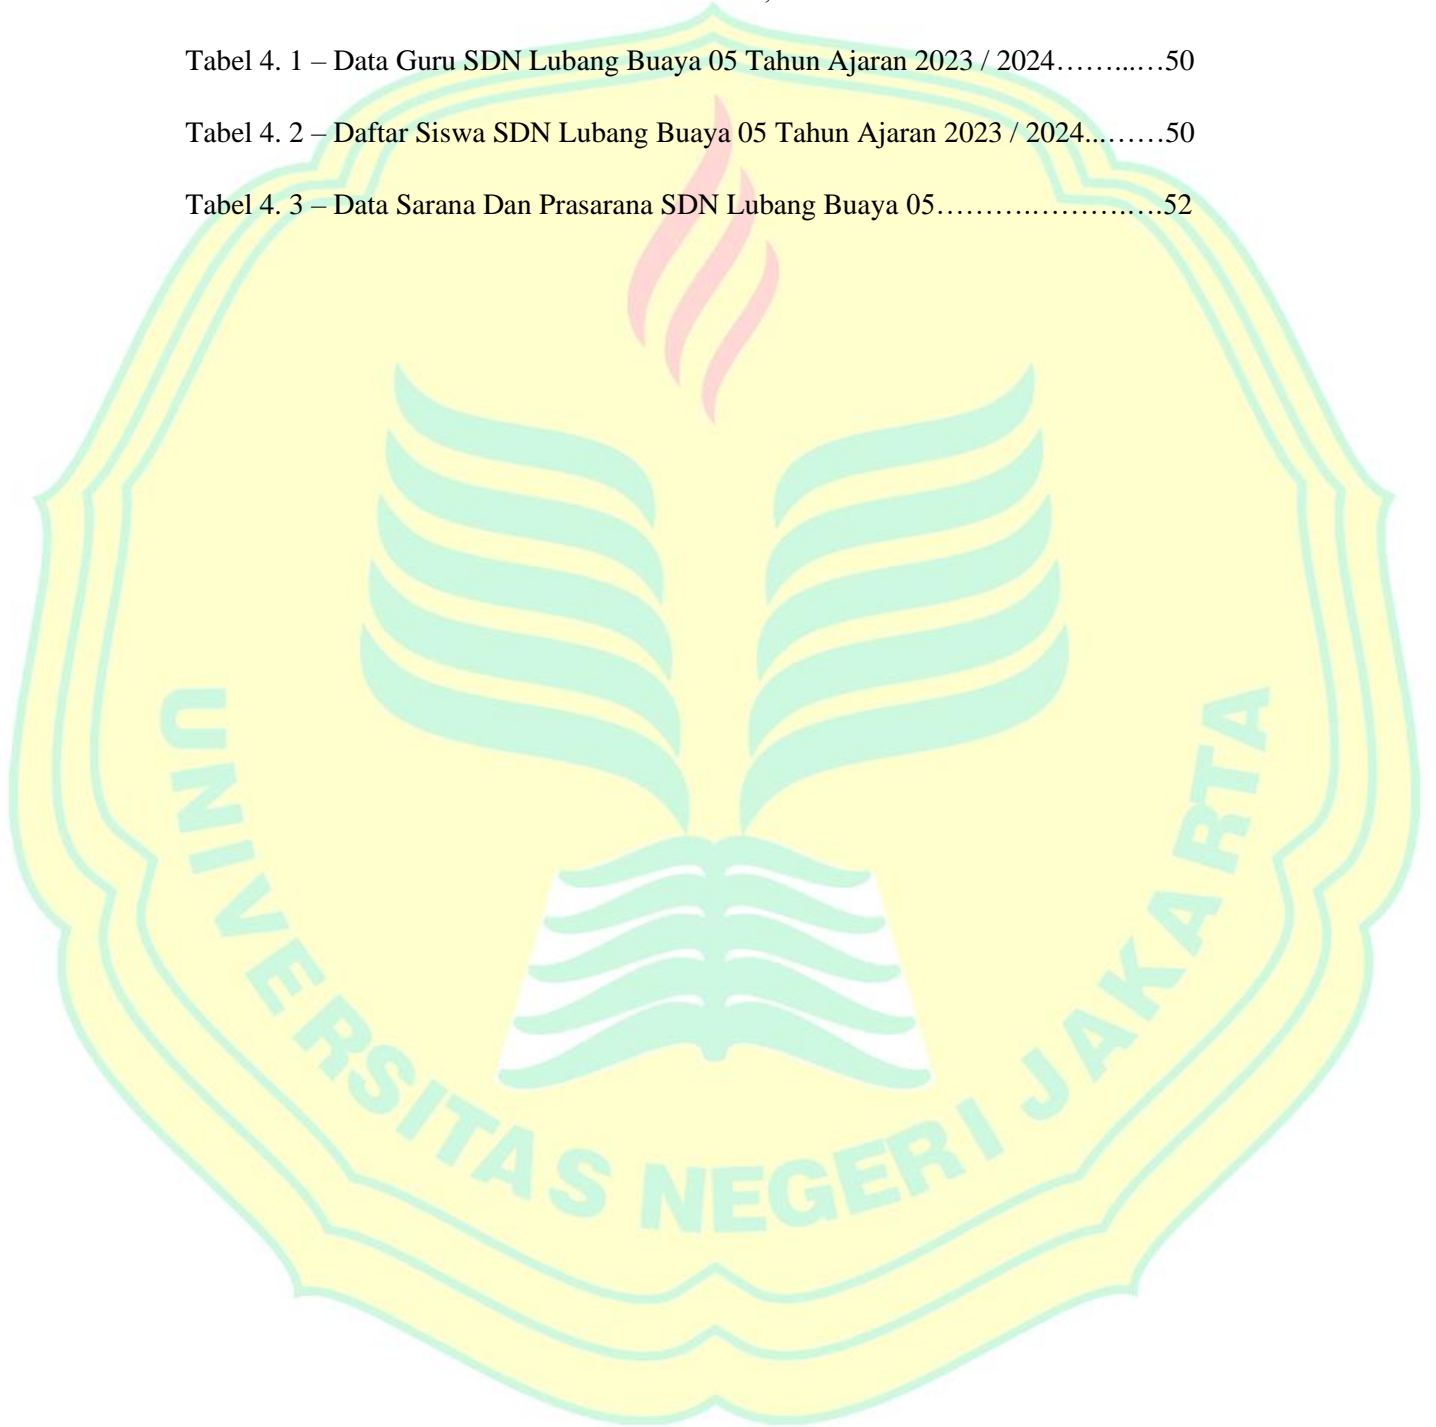 Tabel 4. 1 – Data Guru SDN Lubang Buaya 05 Tahun Ajaran 2023 / 2024……...…50
Tabel 4. 2 – Daftar Siswa SDN Lubang Buaya 05 Tahun Ajaran 2023 / 2024...……50
Tabel 4. 3 – Data Sarana Dan Prasarana SDN Lubang Buaya 05……….……….….52
UNIVERSITAS NEGERI JAKARTA